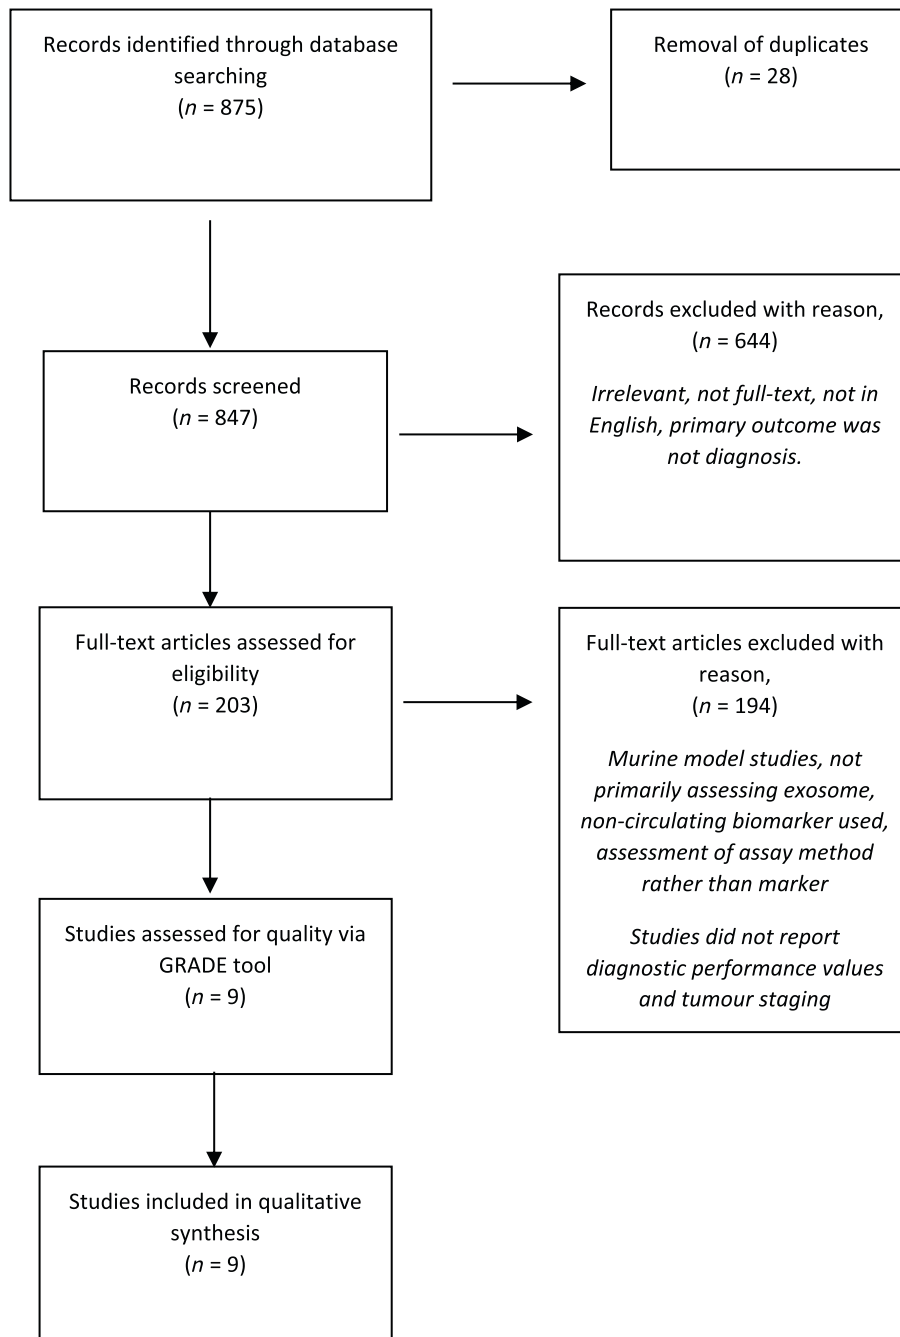 Records identified through database
searching
(n = 875)
Removal of duplicates
(n = 28)
Records excluded with reason,
(n = 644)
Irrelevant, not full-text, not in
English, primary outcome was
not diagnosis.
Records screened
(n = 847)
Full-text articles assessed for
eligibility
(n = 203)
Full-text articles excluded with
reason,
(n = 194)
Murine model studies, not
primarily assessing exosome,
non-circulating biomarker used,
assessment of assay method
rather than marker
Studies did not report
diagnostic performance values
and tumour staging
Studies assessed for quality via
GRADE tool
(n = 9)
Studies included in qualitative
synthesis
(n = 9)